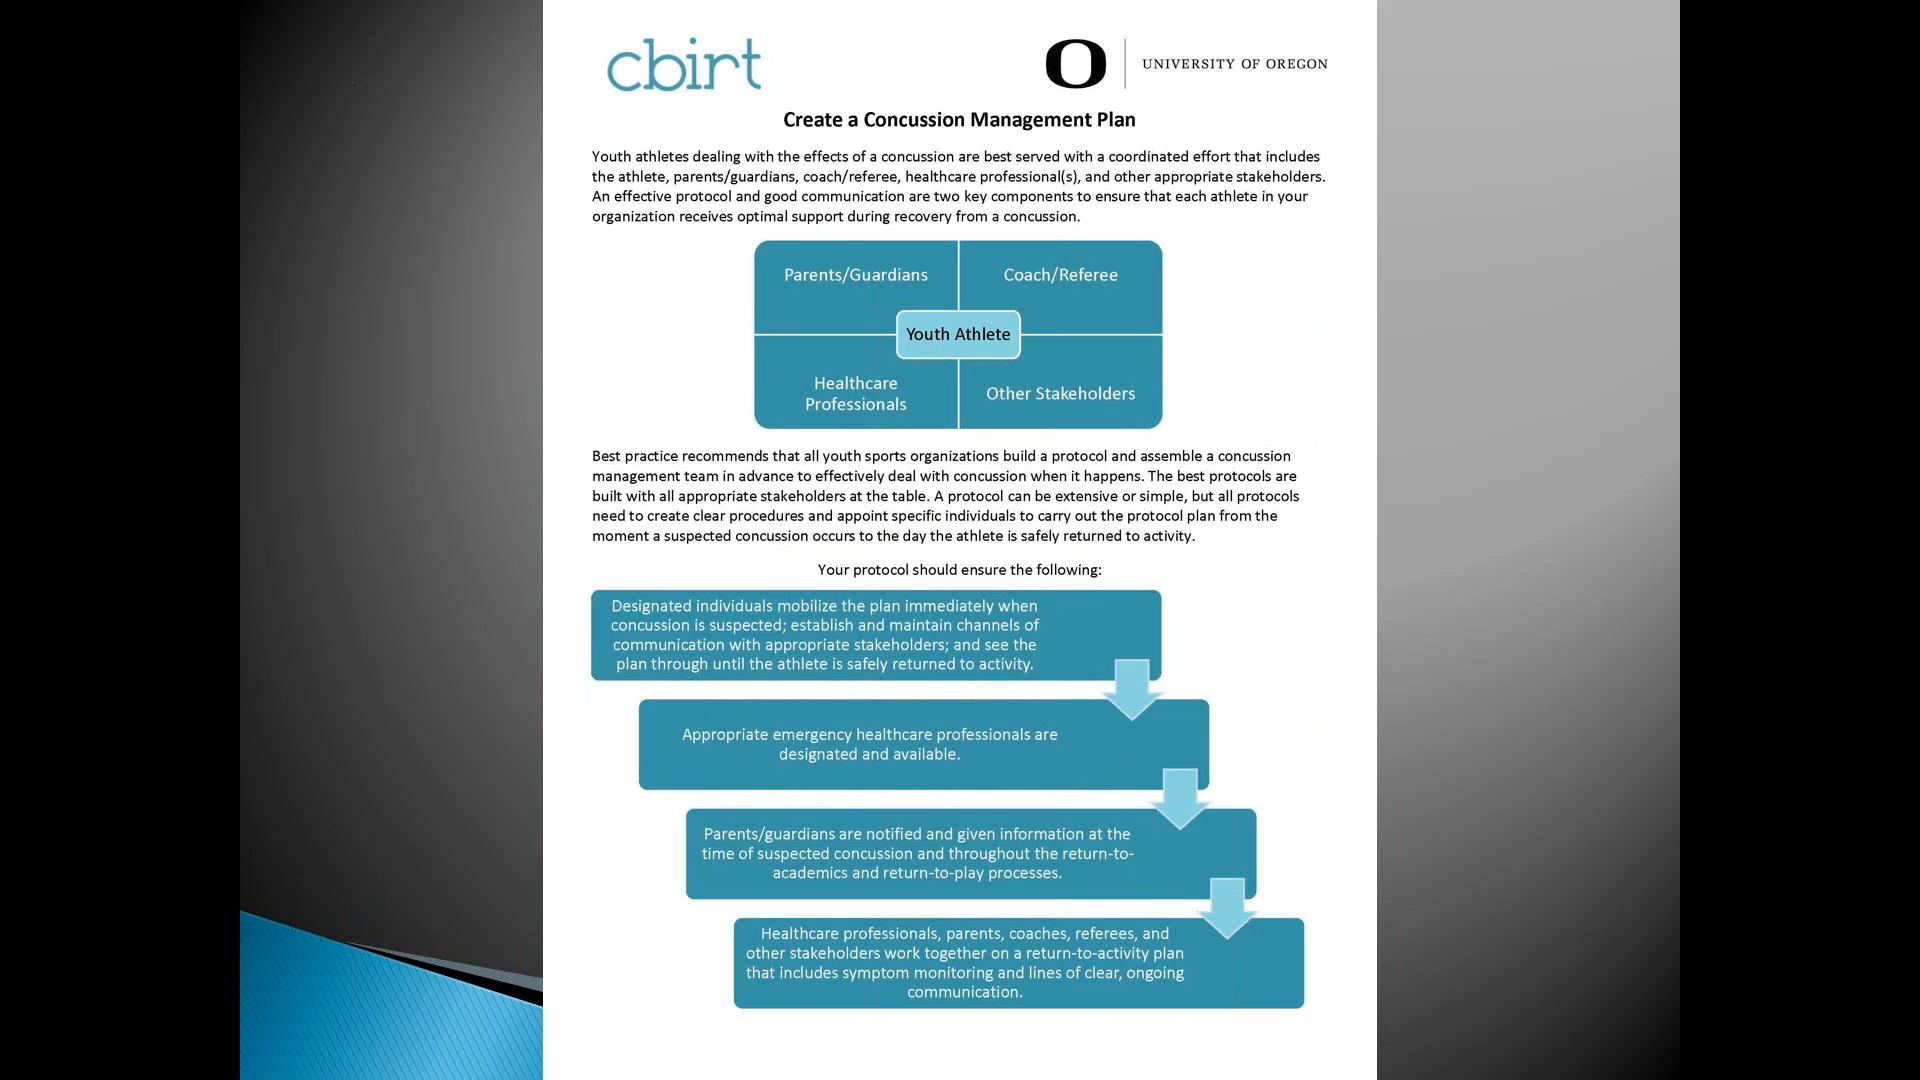 cbirt
O
UNIVERSITY OF OREGON
Create a Concussion Management Plan
Youth athletes dealing with the effects of a concussion are best served with a coordinated effort that includes
the athlete, parents/guardians, coach/referee, healthcare professional(s), and other appropriate stakeholders.
An effective protocol and good communication are two key components to ensure that each athlete in your
organization receives optimal support during recovery from a concussion.
Parents/Guardians
Coach/Referee
Youth Athlete
Healthcare
Professionals
Other Stakeholders
Best practice recommends that all youth sports organizations build a protocol and assemble a concussion
management team in advance to effectively deal with concussion when it happens. The best protocols are
built with all appropriate stakeholders at the table. A protocol can be extensive or simple, but all protocols
need to create clear procedures and appoint specific individuals to carry out the protocol plan from the
moment a suspected concussion occurs to the day the athlete is safely returned to activity.
Your protocol should ensure the following:
Designated individuals mobilize the plan immediately when
concussion is suspected; establish and maintain channels of
communication with appropriate stakeholders; and see the
plan through until the athlete is safely returned to activity.
Appropriate emergency healthcare professionals are
designated and available.
Parents/guardians are notified and given information at the
time of suspected concussion and throughout the return-to-
academics and return-to-play processes.
Healthcare professionals, parents, coaches, referees, and
other stakeholders work together on a return-to-activity plan
that includes symptom monitoring and lines of clear, ongoing
communication.